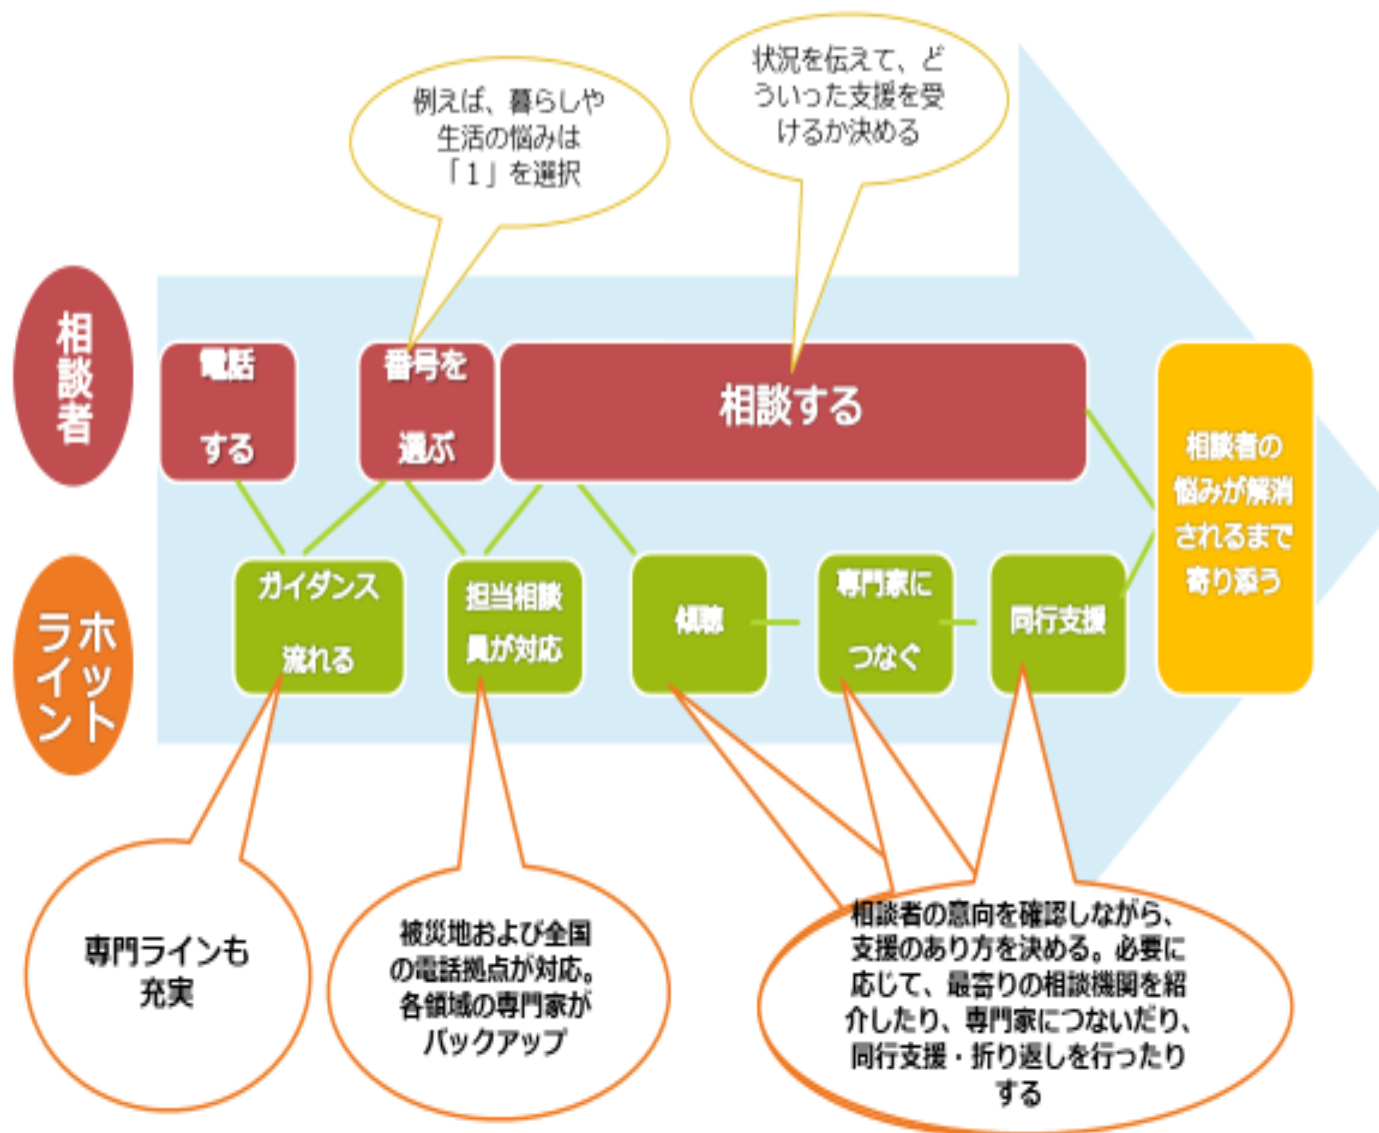 例えば、暮らしや
生活の悩みは
「１」を選択
状況を伝えて、ど
ういった支援を受
けるか決める
相談者
電話
する
番号を
選ぶ
相談する
相談者の
悩みが解消
されるまで
寄り添う
ホット
ライン
ガイダンス
流れる
担当相談
員が対応
傾聴
専門家に
つなぐ
同行支援
専門ラインも
充実
被災地および全国
の電話拠点が対応。
各領域の専門家が
バックアップ
相談者の意向を確認しながら、
支援のあり方を決める。必要に
応じて、最寄りの相談機関を紹
介したり、専門家につないだり、
同行支援・折り返しを行ったり
する